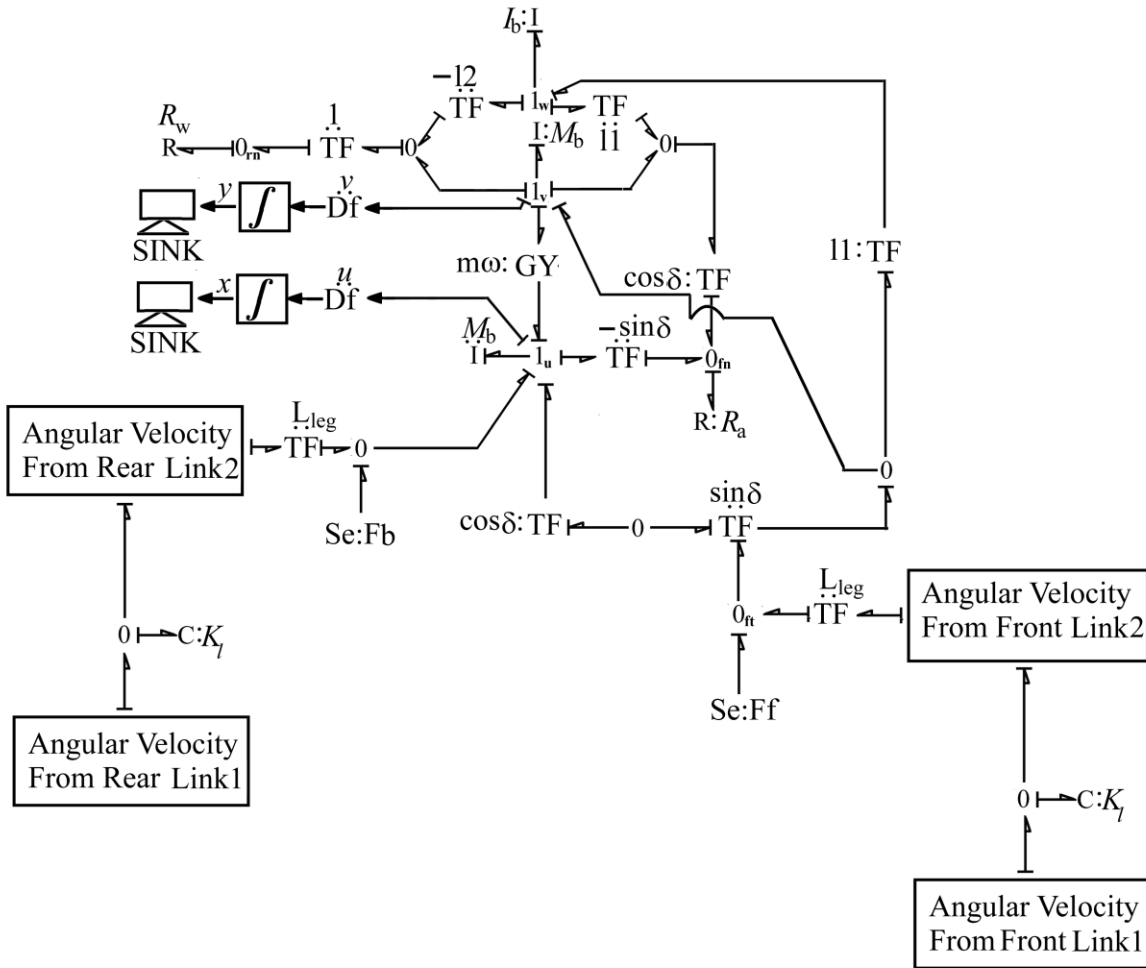 I_b:I
−l2
TF
1_w
TF
l1
I:M_b
R_w
R
0_rn
1
TF
0
0
1_v
y
∫
v
Df
SINK
mω: GY
l1: TF
cosδ: TF
x
∫
u
Df
SINK
M_b
I
1_u
−sinδ
TF
0_fn
R: R_a
Angular Velocity
From Rear Link2
L_leg
TF
0
Se:Fb
0
cosδ: TF
0
sinδ
TF
0_ft
L_leg
TF
Angular Velocity
From Front Link2
Se:Ff
0
C:K_l
Angular Velocity
From Rear Link1
0
C:K_l
Angular Velocity
From Front Link1